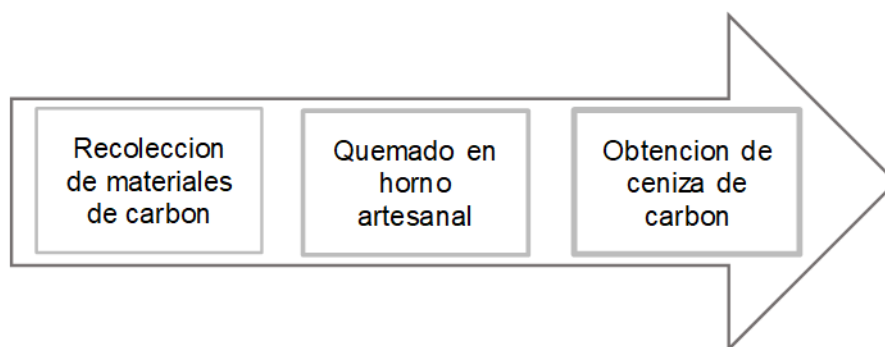 Recoleccion
de materiales
de carbon
Quemado en
horno
artesanal
Obtencion de
ceniza de
carbon